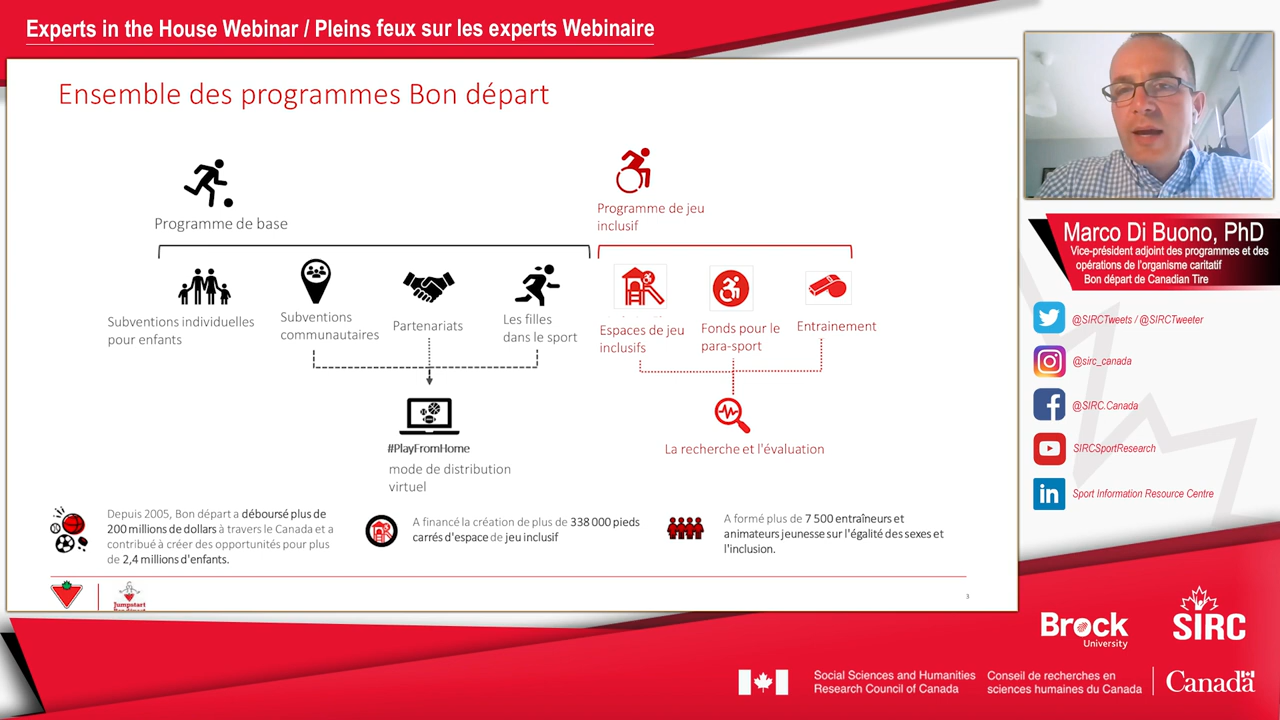 Experts in the House Webinar / Pleins feux sur les experts Webinaire
Ensemble des programmes Bon départ
Programme de base
Programme de jeu
inclusif
Subventions individuelles
pour enfants
Subventions
communautaires
Partenariats
Les filles
dans le sport
Espaces de jeu
inclusifs
Fonds pour le
para-sport
Entrainement
#PlayFromHome
mode de distribution
virtuel
La recherche et l'évaluation
Depuis 2005, Bon départ a déboursé plus de
200 millions de dollars à travers le Canada et a
contribué à créer des opportunités pour plus
de 2,4 millions d'enfants.
A financé la création de plus de 338 000 pieds
carrés d'espace de jeu inclusif
A formé plus de 7 500 entraîneurs et
animateurs jeunesse sur l'égalité des sexes et
l'inclusion.
Jumpstart
3
Marco Di Buono, PhD
Vice-président adjoint des programmes et des
opérations de l'organisme caritatif
Bon départ de Canadian Tire
@SIRCTweets / @SIRCTweeter
@sirc_canada
@SIRC.Canada
SIRCSportResearch
Sport Information Resource Centre
Brock
University
SIRC
Social Sciences and Humanities
Research Council of Canada
Conseil de recherches en
sciences humaines du Canada
Canada